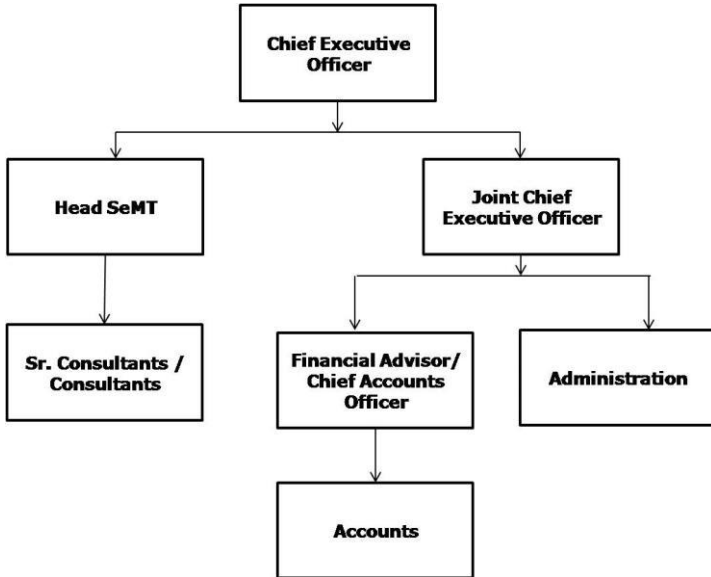 Chief Executive
Officer
Head SeMT
Joint Chief
Executive Officer
Sr. Consultants /
Consultants
Financial Advisor/
Chief Accounts
Officer
Administration
Accounts